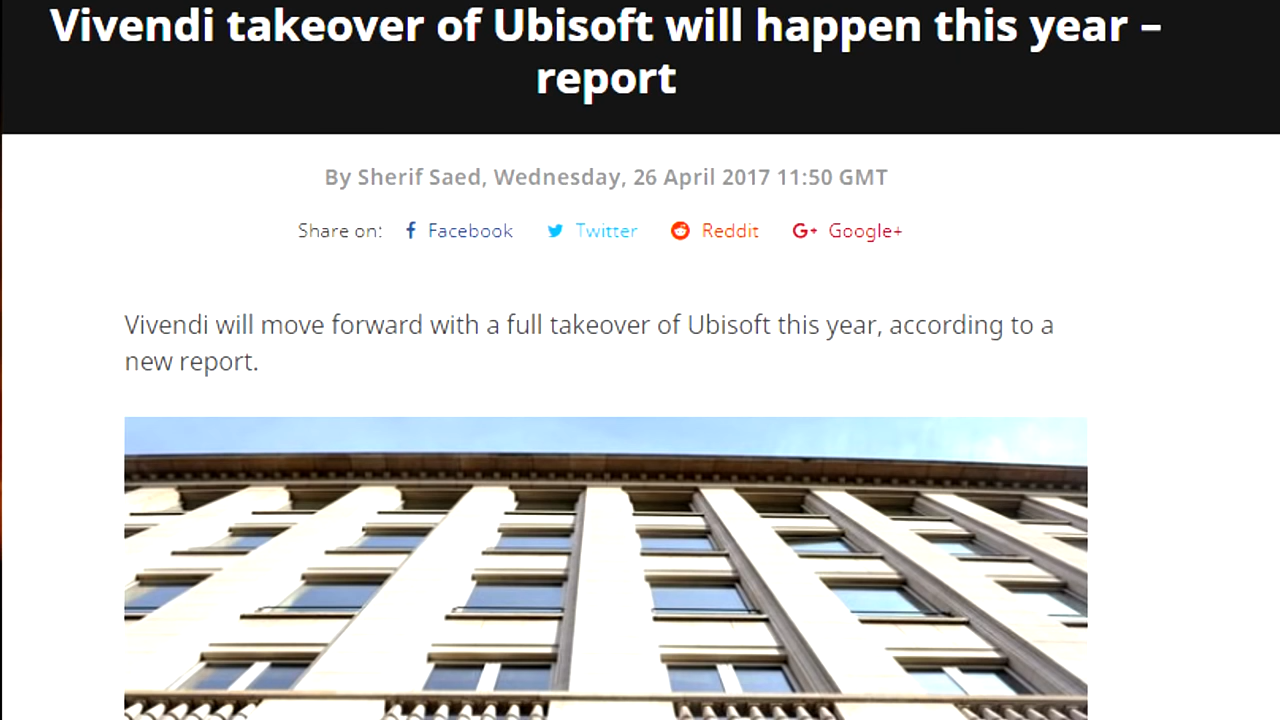 Vivendi takeover of Ubisoft will happen this year –
report
By Sherif Saed, Wednesday, 26 April 2017 11:50 GMT
Share on: Facebook Twitter Reddit Google+
Vivendi will move forward with a full takeover of Ubisoft this year, according to a
new report.